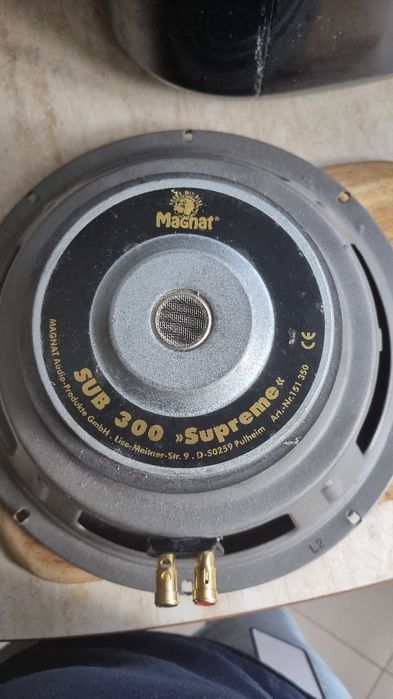 Magnat®
SUB 300 »Supreme«
MAGNAT Audio-Produkte GmbH · Lise-Meitner-Str. 9 · D-50259 Pulheim Art.-Nr. 151 350
CE
L2